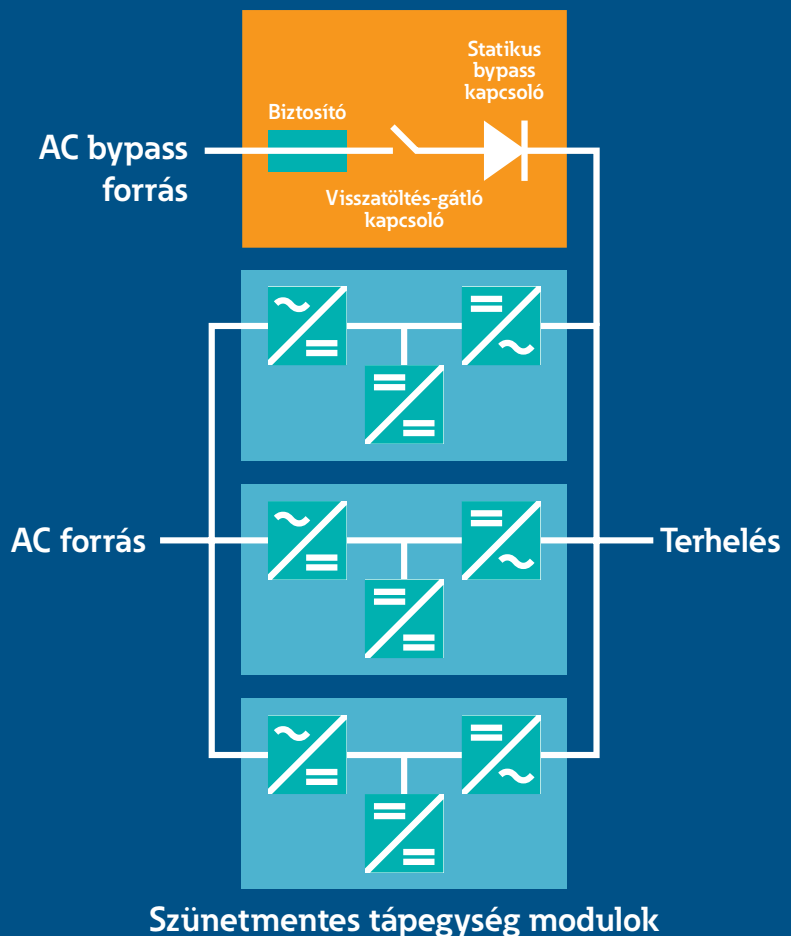 Statikus
bypass
kapcsoló
Biztosító
AC bypass
forrás
Visszatöltés-gátló
kapcsoló
AC forrás
Terhelés
Szünetmentes tápegység modulok